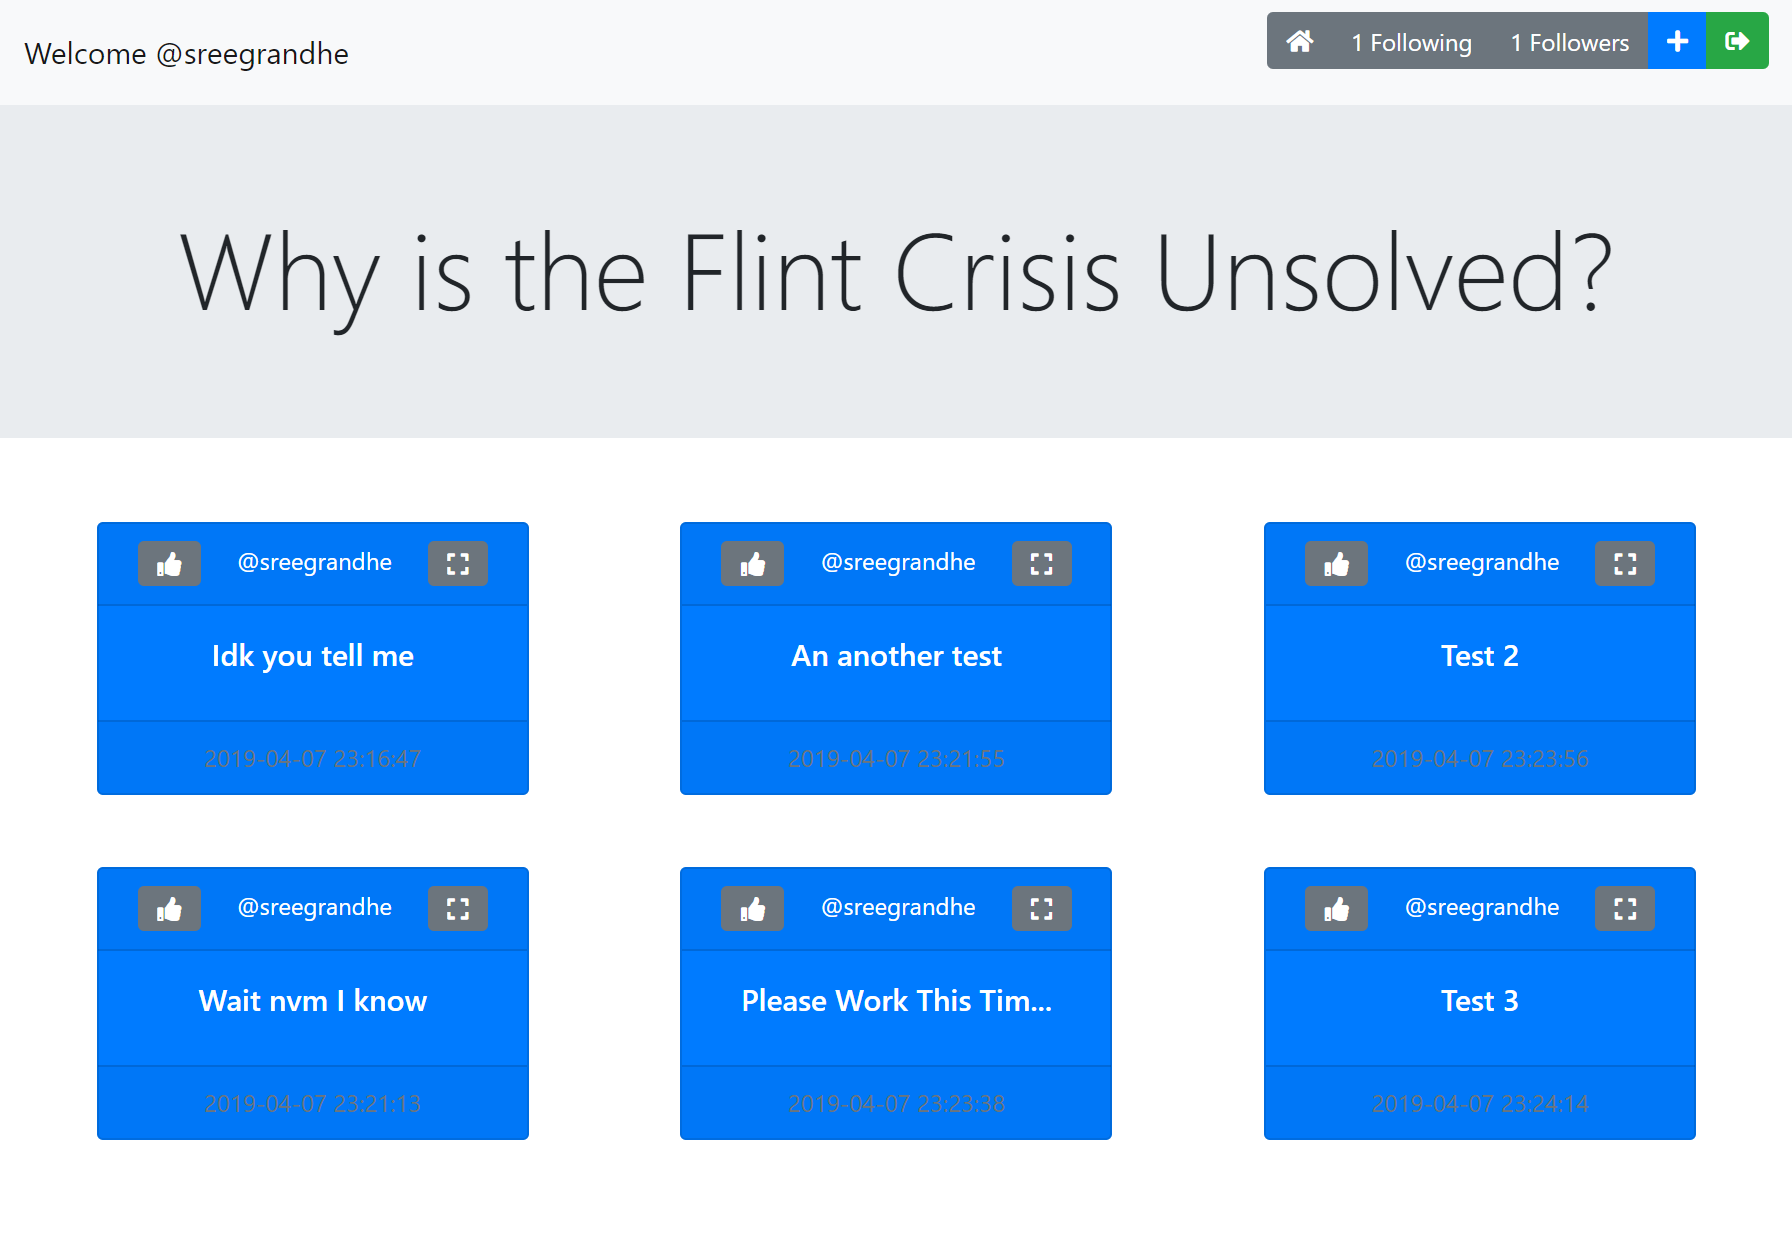 Welcome @sreegrandhe
1 Following 1 Followers
Why is the Flint Crisis Unsolved?
@sreegrandhe
Idk you tell me
2019-04-07 23:16:47
@sreegrandhe
An another test
2019-04-07 23:21:55
@sreegrandhe
Test 2
2019-04-07 23:23:56
@sreegrandhe
Wait nvm I know
2019-04-07 23:21:13
@sreegrandhe
Please Work This Tim...
2019-04-07 23:23:38
@sreegrandhe
Test 3
2019-04-07 23:24:14